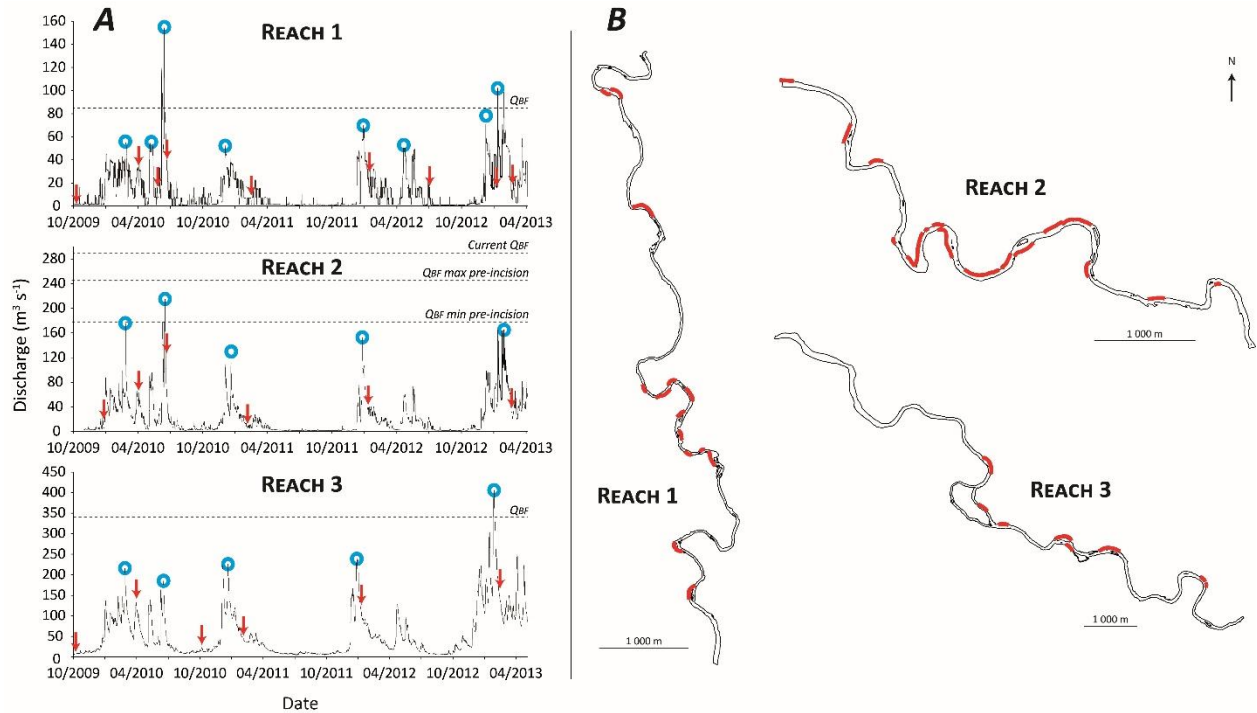 A
REACH 1
160
140
120
100
80
60
40
20
0
QBF
10/2009 04/2010 10/2010 04/2011 10/2011 04/2012 10/2012 04/2013
Discharge (m³ s⁻¹)
REACH 2
280
240
200
160
120
80
40
0
Current QBF
QBF max pre-incision
QBF min pre-incision
10/2009 04/2010 10/2010 04/2011 10/2011 04/2012 10/2012 04/2013
REACH 3
450
400
350
300
250
200
150
100
50
0
QBF
10/2009 04/2010 10/2010 04/2011 10/2011 04/2012 10/2012 04/2013
Date
B
N
REACH 2
1 000 m
REACH 1
1 000 m
REACH 3
1 000 m